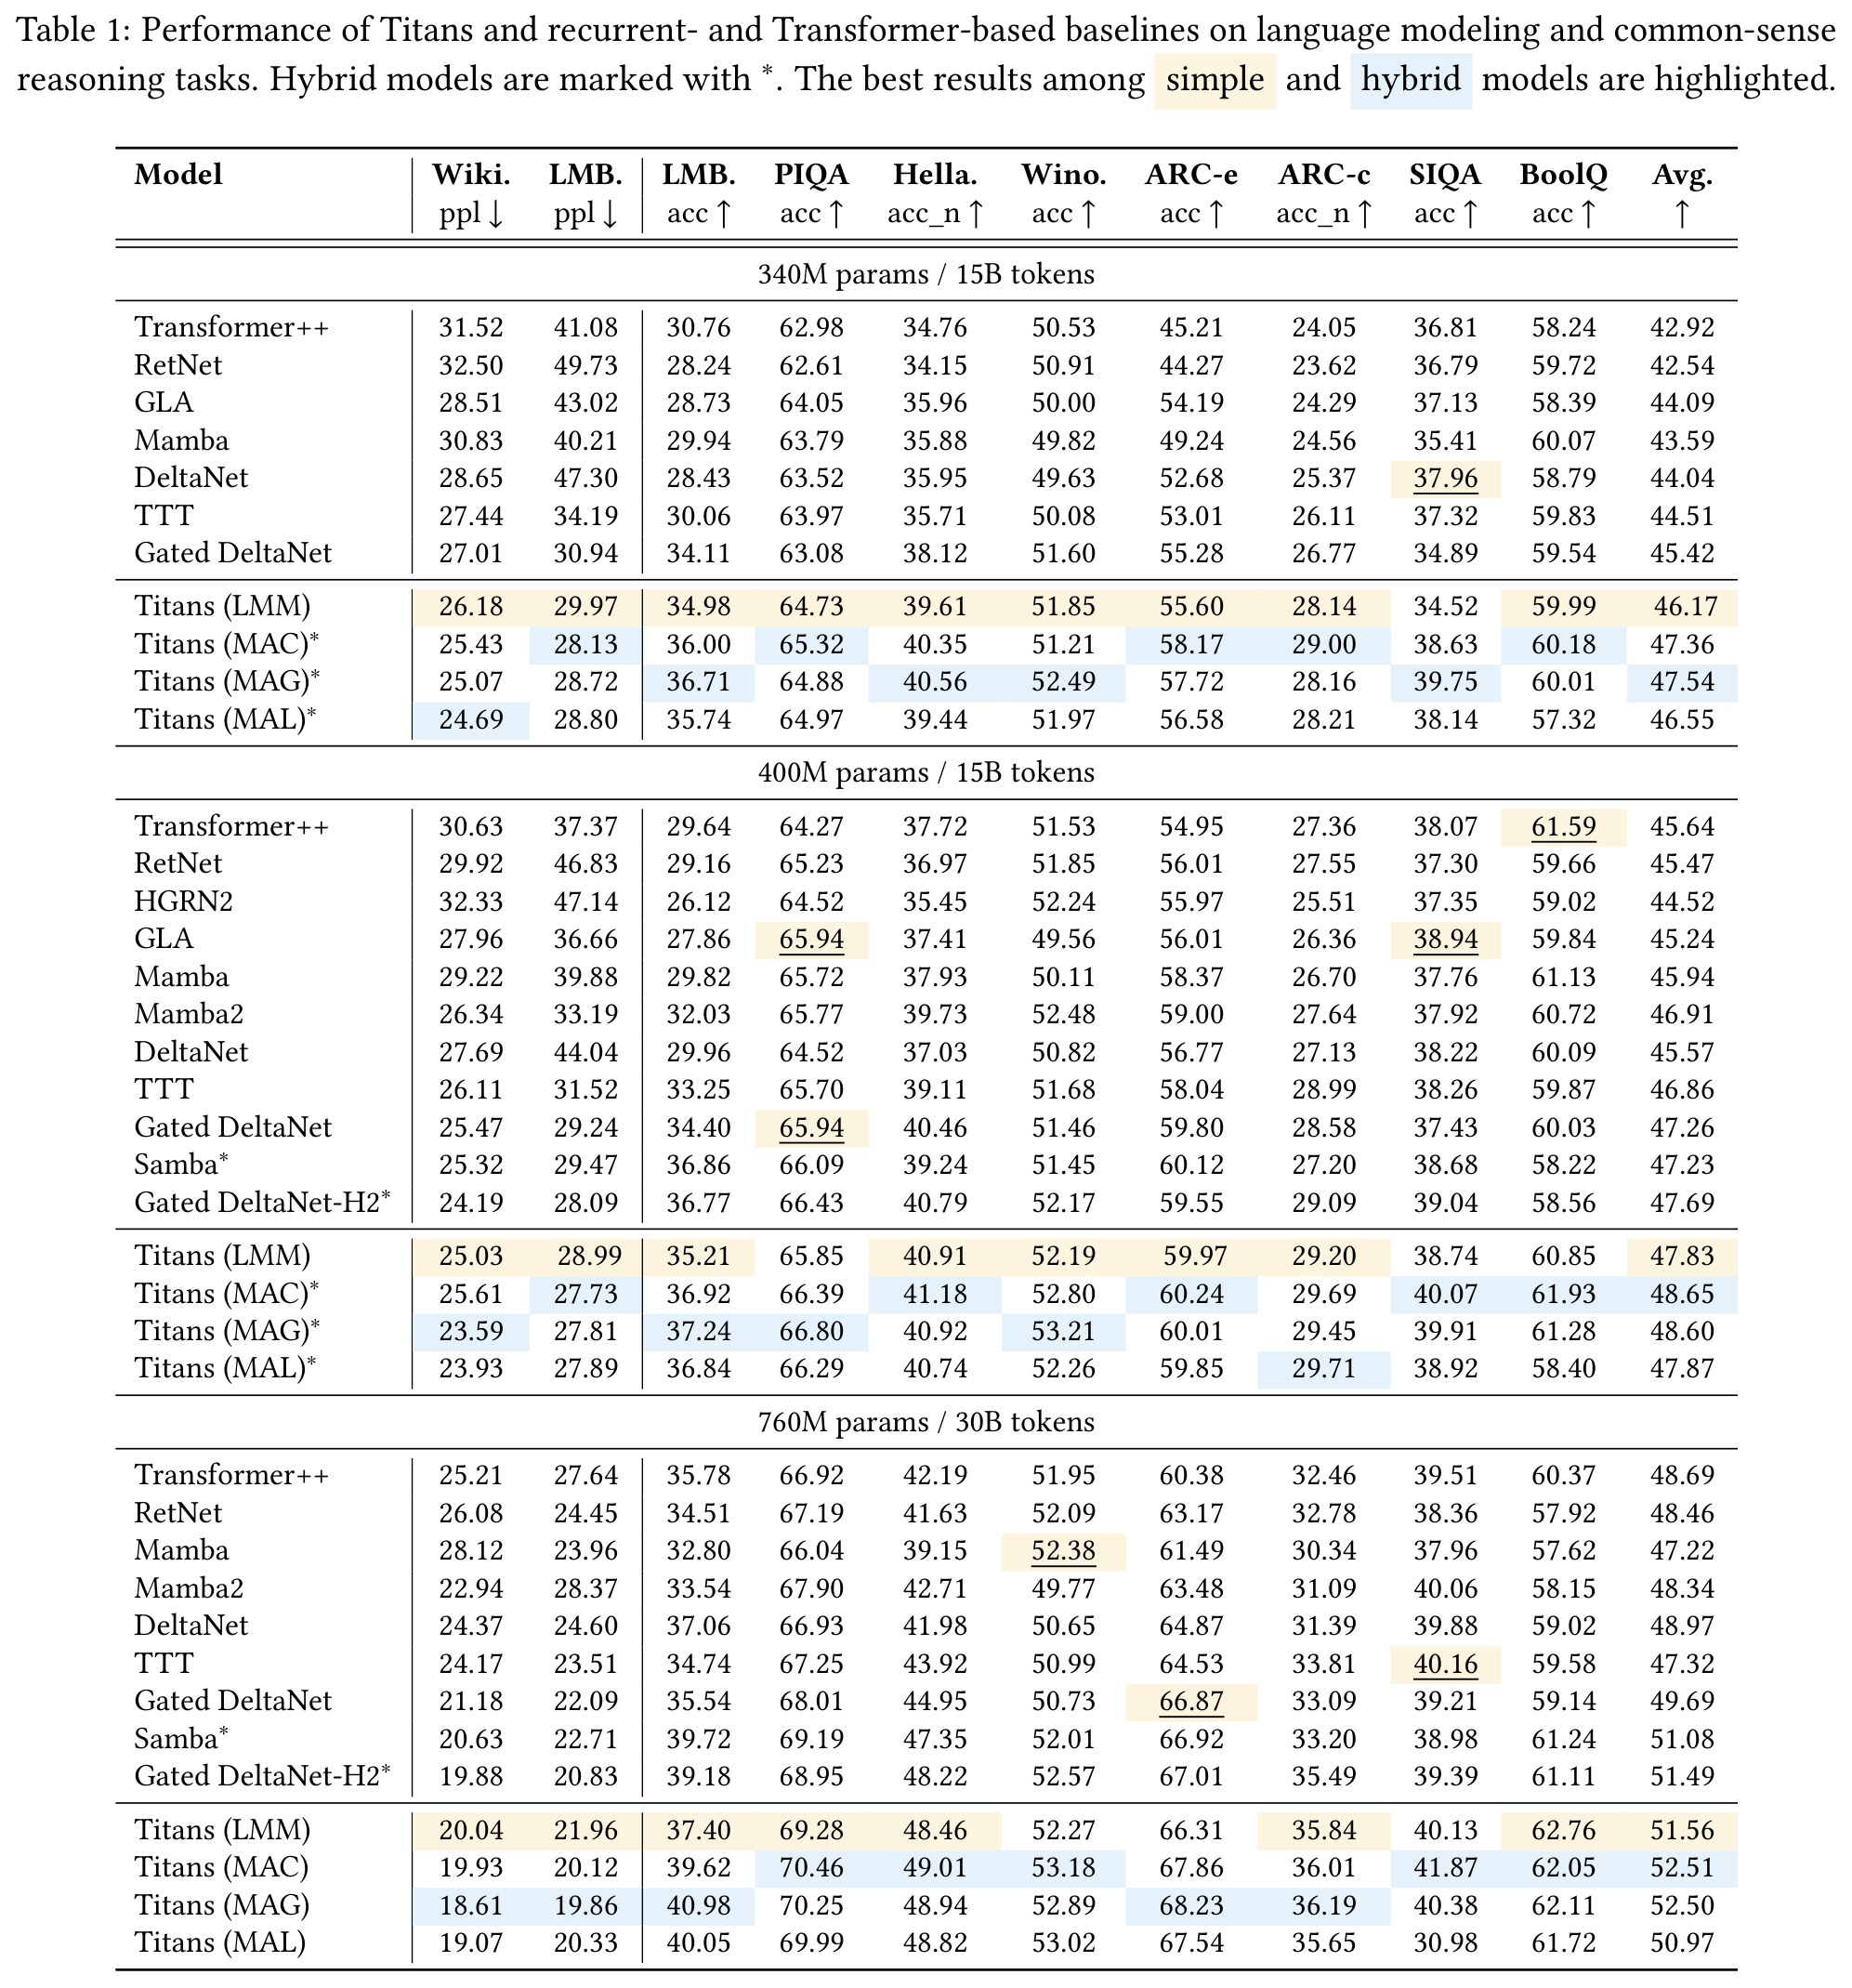 Table 1: Performance of Titans and recurrent- and Transformer-based baselines on language modeling and common-sense
reasoning tasks. Hybrid models are marked with *. The best results among simple and hybrid models are highlighted.
Model Wiki. LMB. LMB. PIQA Hella. Wino. ARC-e ARC-c SIQA BoolQ Avg.
ppl ↓ ppl ↓ acc ↑ acc ↑ acc_n ↑ acc ↑ acc ↑ acc_n ↑ acc ↑ acc ↑ ↑
340M params / 15B tokens
Transformer++ 31.52 41.08 30.76 62.98 34.76 50.53 45.21 24.05 36.81 58.24 42.92
RetNet 32.50 49.73 28.24 62.61 34.15 50.91 44.27 23.62 36.79 59.72 42.54
GLA 28.51 43.02 28.73 64.05 35.96 50.00 54.19 24.29 37.13 58.39 44.09
Mamba 30.83 40.21 29.94 63.79 35.88 49.82 49.24 24.56 35.41 60.07 43.59
DeltaNet 28.65 47.30 28.43 63.52 35.95 49.63 52.68 25.37 37.96 58.79 44.04
TTT 27.44 34.19 30.06 63.97 35.71 50.08 53.01 26.11 37.32 59.83 44.51
Gated DeltaNet 27.01 30.94 34.11 63.08 38.12 51.60 55.28 26.77 34.89 59.54 45.42
Titans (LMM) 26.18 29.97 34.98 64.73 39.61 51.85 55.60 28.14 34.52 59.99 46.17
Titans (MAC)* 25.43 28.13 36.00 65.32 40.35 51.21 58.17 29.00 38.63 60.18 47.36
Titans (MAG)* 25.07 28.72 36.71 64.88 40.56 52.49 57.72 28.16 39.75 60.01 47.54
Titans (MAL)* 24.69 28.80 35.74 64.97 39.44 51.97 56.58 28.21 38.14 57.32 46.55
400M params / 15B tokens
Transformer++ 30.63 37.37 29.64 64.27 37.72 51.53 54.95 27.36 38.07 61.59 45.64
RetNet 29.92 46.83 29.16 65.23 36.97 51.85 56.01 27.55 37.30 59.66 45.47
HGRN2 32.33 47.14 26.12 64.52 35.45 52.24 55.97 25.51 37.35 59.02 44.52
GLA 27.96 36.66 27.86 65.94 37.41 49.56 56.01 26.36 38.94 59.84 45.24
Mamba 29.22 39.88 29.82 65.72 37.93 50.11 58.37 26.70 37.76 61.13 45.94
Mamba2 26.34 33.19 32.03 65.77 39.73 52.48 59.00 27.64 37.92 60.72 46.91
DeltaNet 27.69 44.04 29.96 64.52 37.03 50.82 56.77 27.13 38.22 60.09 45.57
TTT 26.11 31.52 33.25 65.70 39.11 51.68 58.04 28.99 38.26 59.87 46.86
Gated DeltaNet 25.47 29.24 34.40 65.94 40.46 51.46 59.80 28.58 37.43 60.03 47.26
Samba* 25.32 29.47 36.86 66.09 39.24 51.45 60.12 27.20 38.68 58.22 47.23
Gated DeltaNet-H2* 24.19 28.09 36.77 66.43 40.79 52.17 59.55 29.09 39.04 58.56 47.69
Titans (LMM) 25.03 28.99 35.21 65.85 40.91 52.19 59.97 29.20 38.74 60.85 47.83
Titans (MAC)* 25.61 27.73 36.92 66.39 41.18 52.80 60.24 29.69 40.07 61.93 48.65
Titans (MAG)* 23.59 27.81 37.24 66.80 40.92 53.21 60.01 29.45 39.91 61.28 48.60
Titans (MAL)* 23.93 27.89 36.84 66.29 40.74 52.26 59.85 29.71 38.92 58.40 47.87
760M params / 30B tokens
Transformer++ 25.21 27.64 35.78 66.92 42.19 51.95 60.38 32.46 39.51 60.37 48.69
RetNet 26.08 24.45 34.51 67.19 41.63 52.09 63.17 32.78 38.36 57.92 48.46
Mamba 28.12 23.96 32.80 66.04 39.15 52.38 61.49 30.34 37.96 57.62 47.22
Mamba2 22.94 28.37 33.54 67.90 42.71 49.77 63.48 31.09 40.06 58.15 48.34
DeltaNet 24.37 24.60 37.06 66.93 41.98 50.65 64.87 31.39 39.88 59.02 48.97
TTT 24.17 23.51 34.74 67.25 43.92 50.99 64.53 33.81 40.16 59.58 47.32
Gated DeltaNet 21.18 22.09 35.54 68.01 44.95 50.73 66.87 33.09 39.21 59.14 49.69
Samba* 20.63 22.71 39.72 69.19 47.35 52.01 66.92 33.20 38.98 61.24 51.08
Gated DeltaNet-H2* 19.88 20.83 39.18 68.95 48.22 52.57 67.01 35.49 39.39 61.11 51.49
Titans (LMM) 20.04 21.96 37.40 69.28 48.46 52.27 66.31 35.84 40.13 62.76 51.56
Titans (MAC) 19.93 20.12 39.62 70.46 49.01 53.18 67.86 36.01 41.87 62.05 52.51
Titans (MAG) 18.61 19.86 40.98 70.25 48.94 52.89 68.23 36.19 40.38 62.11 52.50
Titans (MAL) 19.07 20.33 40.05 69.99 48.82 53.02 67.54 35.65 30.98 61.72 50.97